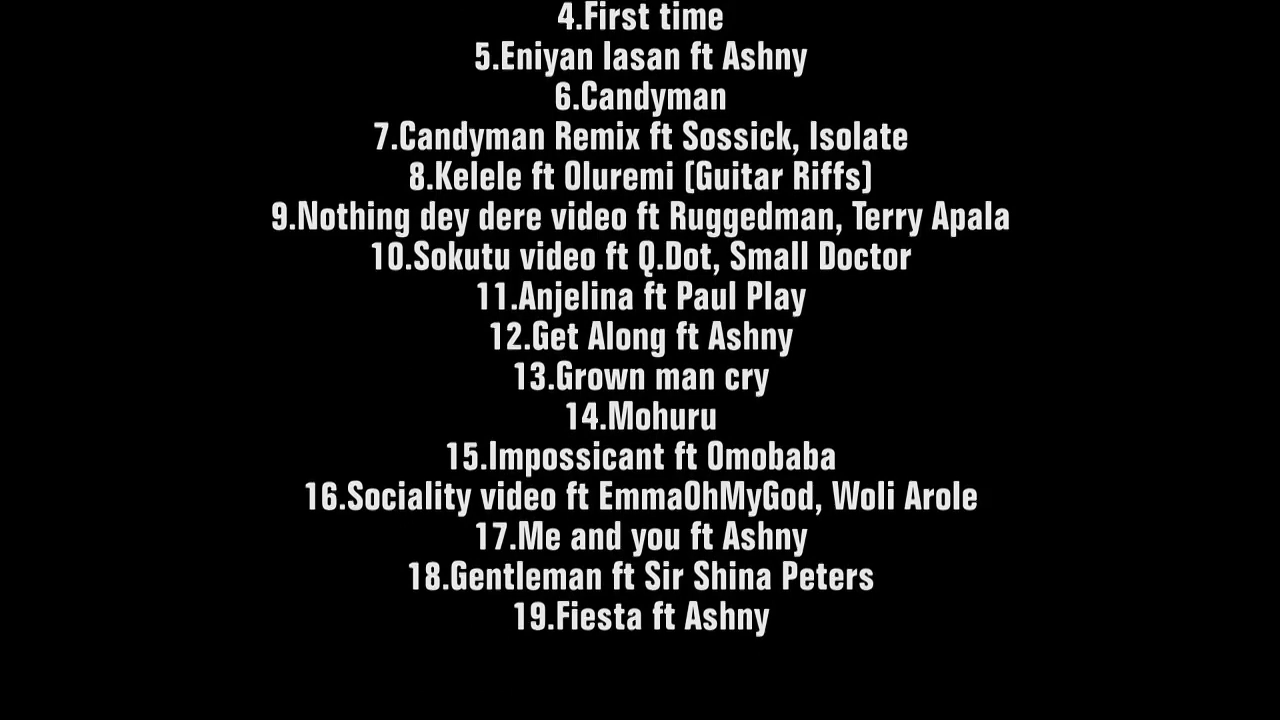 4.First time
5.Eniyan lasan ft Ashny
6.Candyman
7.Candyman Remix ft Sossick, Isolate
8.Kelele ft Oluremi (Guitar Riffs)
9.Nothing dey dere video ft Ruggedman, Terry Apala
10.Sokutu video ft Q.Dot, Small Doctor
11.Anjelina ft Paul Play
12.Get Along ft Ashny
13.Grown man cry
14.Mohuru
15.Impossicant ft Omobaba
16.Sociality video ft EmmaOhMyGod, Woli Arole
17.Me and you ft Ashny
18.Gentleman ft Sir Shina Peters
19.Fiesta ft Ashny